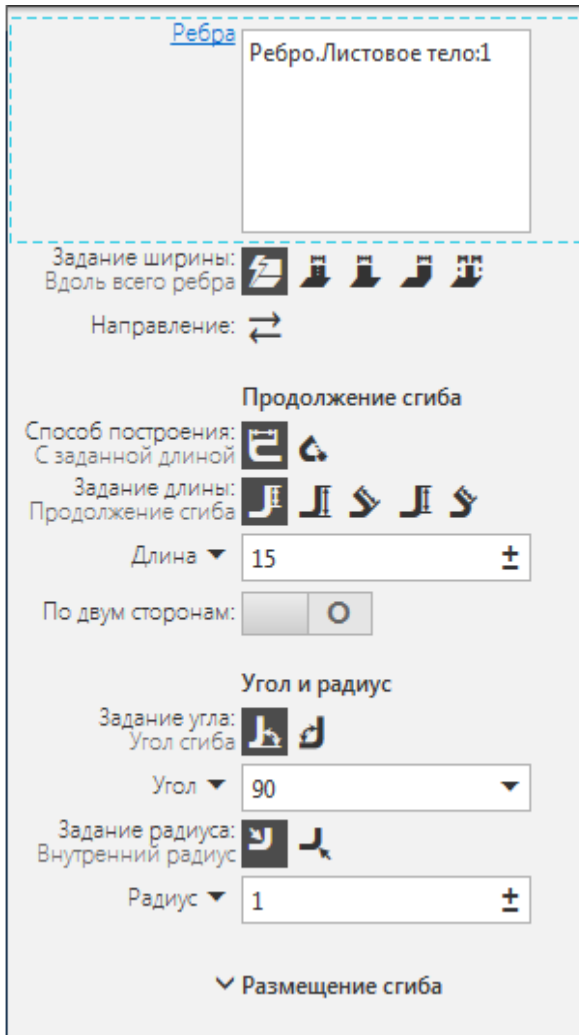 Ребра
Ребро.Листовое тело:1
Задание ширины:
Вдоль всего ребра
Направление:
Продолжение сгиба
Способ построения:
С заданной длиной
Задание длины:
Продолжение сгиба
Длина
15
По двум сторонам:
Угол и радиус
Задание угла:
Угол сгиба
Угол
90
Задание радиуса:
Внутренний радиус
Радиус
1
Размещение сгиба